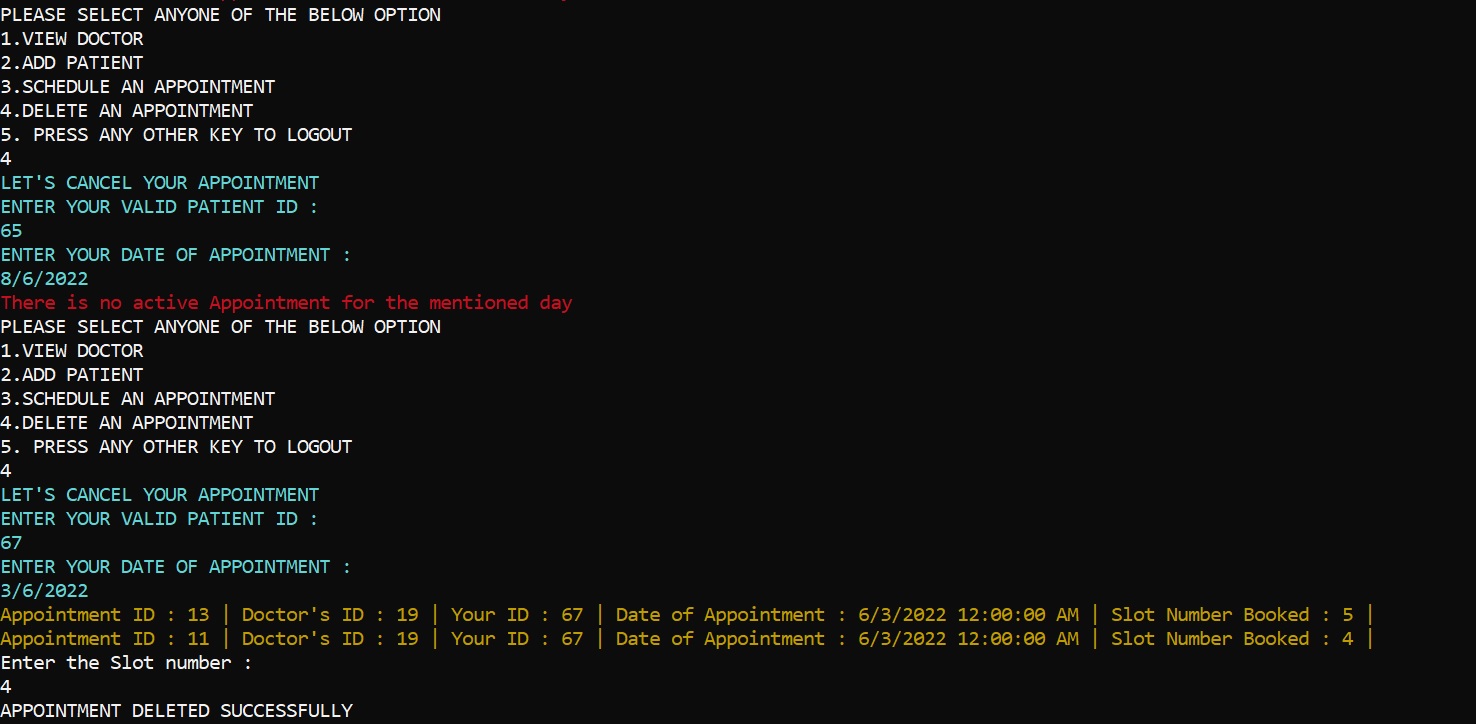 PLEASE SELECT ANYONE OF THE BELOW OPTION
1.VIEW DOCTOR
2.ADD PATIENT
3.SCHEDULE AN APPOINTMENT
4.DELETE AN APPOINTMENT
5. PRESS ANY OTHER KEY TO LOGOUT
4
LET'S CANCEL YOUR APPOINTMENT
ENTER YOUR VALID PATIENT ID :
65
ENTER YOUR DATE OF APPOINTMENT :
8/6/2022
There is no active Appointment for the mentioned day
PLEASE SELECT ANYONE OF THE BELOW OPTION
1.VIEW DOCTOR
2.ADD PATIENT
3.SCHEDULE AN APPOINTMENT
4.DELETE AN APPOINTMENT
5. PRESS ANY OTHER KEY TO LOGOUT
4
LET'S CANCEL YOUR APPOINTMENT
ENTER YOUR VALID PATIENT ID :
67
ENTER YOUR DATE OF APPOINTMENT :
3/6/2022
Appointment ID : 13 | Doctor's ID : 19 | Your ID : 67 | Date of Appointment : 6/3/2022 12:00:00 AM | Slot Number Booked : 5 |
Appointment ID : 11 | Doctor's ID : 19 | Your ID : 67 | Date of Appointment : 6/3/2022 12:00:00 AM | Slot Number Booked : 4 |
Enter the Slot number :
4
APPOINTMENT DELETED SUCCESSFULLY